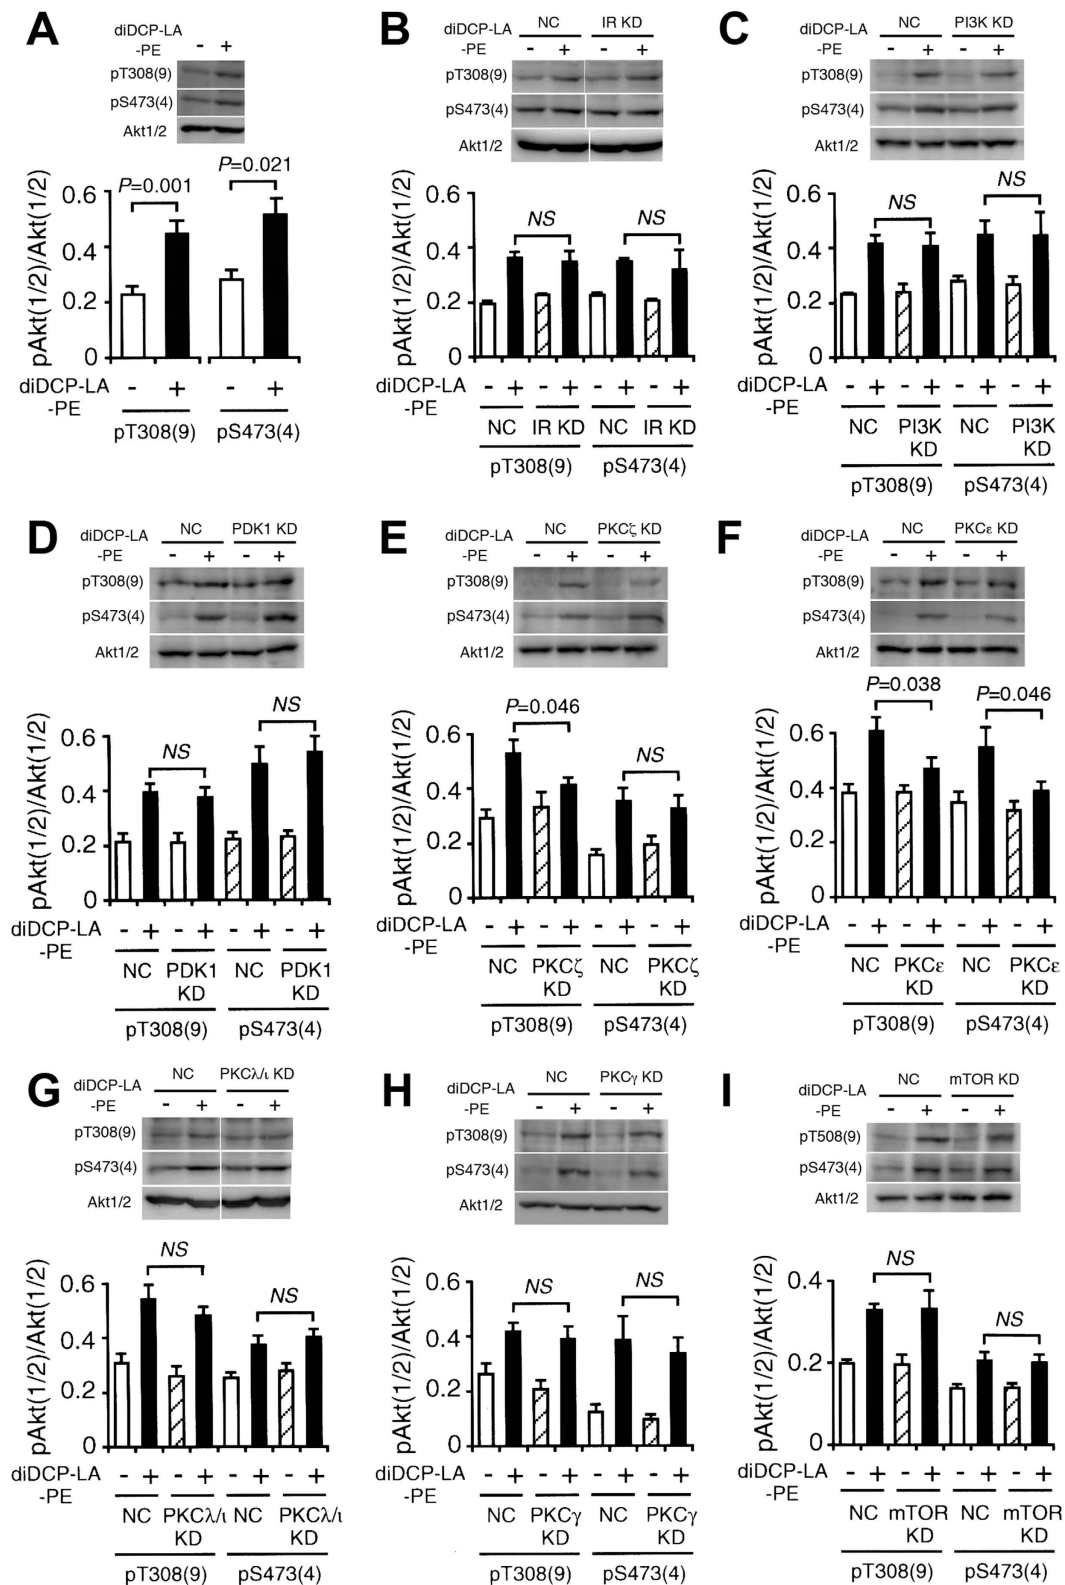 A
diDCP-LA
-PE
- +
pT308(9)
pS473(4)
Akt1/2
P=0.001
P=0.021
pAkt(1/2)/Akt(1/2)
0.6
0.4
0.2
0
diDCP-LA
-PE
- + - +
pT308(9) pS473(4)
B
diDCP-LA
-PE
NC IR KD
- + - +
pT308(9)
pS473(4)
Akt1/2
pAkt(1/2)/Akt(1/2)
0.6
0.4
0.2
0
NS NS
diDCP-LA
-PE
- + - + - + - +
NC IR KD NC IR KD
pT308(9) pS473(4)
C
diDCP-LA
-PE
NC PI3K KD
- + - +
pT308(9)
pS473(4)
Akt1/2
pAkt(1/2)/Akt(1/2)
0.6
0.4
0.2
0
NS NS
diDCP-LA
-PE
- + - + - + - +
NC PI3K KD NC PI3K KD
pT308(9) pS473(4)
D
diDCP-LA
-PE
NC PDK1 KD
- + - +
pT308(9)
pS473(4)
Akt1/2
pAkt(1/2)/Akt(1/2)
0.6
0.4
0.2
0
NS NS
diDCP-LA
-PE
- + - + - + - +
NC PDK1 KD NC PDK1 KD
pT308(9) pS473(4)
E
diDCP-LA
-PE
NC PKCζ KD
- + - +
pT308(9)
pS473(4)
Akt1/2
pAkt(1/2)/Akt(1/2)
0.6
0.4
0.2
0
P=0.046
NS
diDCP-LA
-PE
- + - + - + - +
NC PKCζ KD NC PKCζ KD
pT308(9) pS473(4)
F
diDCP-LA
-PE
NC PKCε KD
- + - +
pT308(9)
pS473(4)
Akt1/2
pAkt(1/2)/Akt(1/2)
0.6
0.4
0.2
0
P=0.038
P=0.046
diDCP-LA
-PE
- + - + - + - +
NC PKCε KD NC PKCε KD
pT308(9) pS473(4)
G
diDCP-LA
-PE
NC PKCλ/ι KD
- + - +
pT308(9)
pS473(4)
Akt1/2
pAkt(1/2)/Akt(1/2)
0.6
0.4
0.2
0
NS NS
diDCP-LA
-PE
- + - + - + - +
NC PKCλ/ι KD NC PKCλ/ι KD
pT308(9) pS473(4)
H
diDCP-LA
-PE
NC PKCγ KD
- + - +
pT308(9)
pS473(4)
Akt1/2
pAkt(1/2)/Akt(1/2)
0.6
0.4
0.2
0
NS NS
diDCP-LA
-PE
- + - + - + - +
NC PKCγ KD NC PKCγ KD
pT308(9) pS473(4)
I
diDCP-LA
-PE
NC mTOR KD
- + - +
pT508(9)
pS473(4)
Akt1/2
pAkt(1/2)/Akt(1/2)
0.4
0.2
0
NS NS
diDCP-LA
-PE
- + - + - + - +
NC mTOR KD NC mTOR KD
pT308(9) pS473(4)